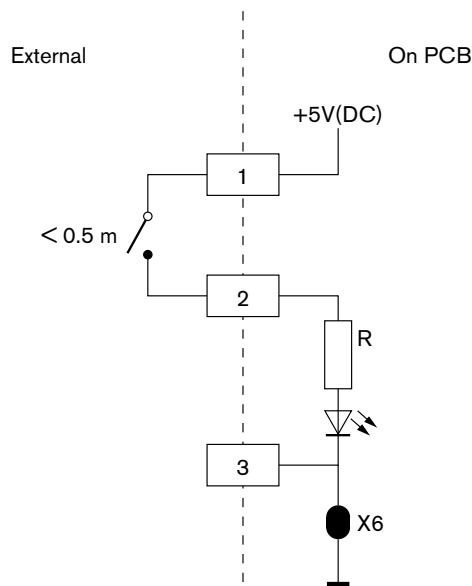 External
On PCB
+5V(DC)
1
< 0.5 m
2
R
3
X6